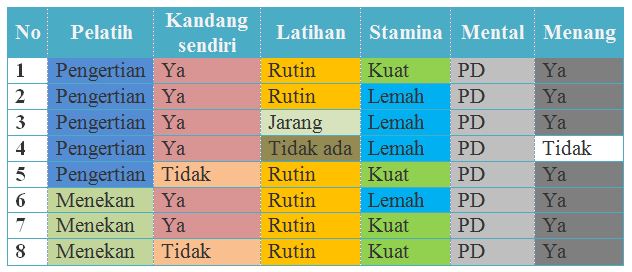 No Pelatih Kandang sendiri Latihan Stamina Mental Menang
1 Pengertian Ya Rutin Kuat PD Ya
2 Pengertian Ya Rutin Lemah PD Ya
3 Pengertian Ya Jarang Lemah PD Ya
4 Pengertian Ya Tidak ada Lemah PD Tidak
5 Pengertian Tidak Rutin Kuat PD Ya
6 Menekan Ya Rutin Lemah PD Ya
7 Menekan Ya Rutin Kuat PD Ya
8 Menekan Tidak Rutin Kuat PD Ya